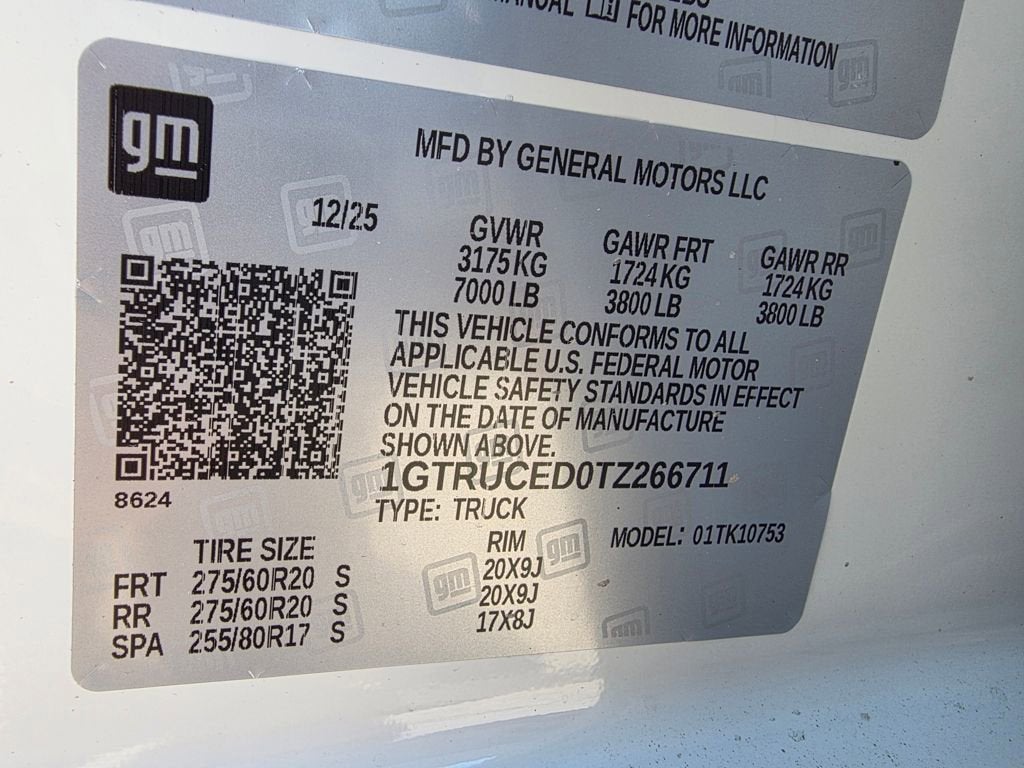 MANUAL FOR MORE INFORMATION
gm
MFD BY GENERAL MOTORS LLC
12/25
GVWR GAWR FRT GAWR RR
3175 KG 1724 KG 1724 KG
7000 LB 3800 LB 3800 LB
THIS VEHICLE CONFORMS TO ALL
APPLICABLE U.S. FEDERAL MOTOR
VEHICLE SAFETY STANDARDS IN EFFECT
ON THE DATE OF MANUFACTURE
SHOWN ABOVE.
1GTRUCED0TZ266711
8624
TYPE: TRUCK
MODEL: 01TK10753
TIRE SIZE RIM
FRT 275/60R20 S 20X9J
RR 275/60R20 S 20X9J
SPA 255/80R17 S 17X8J